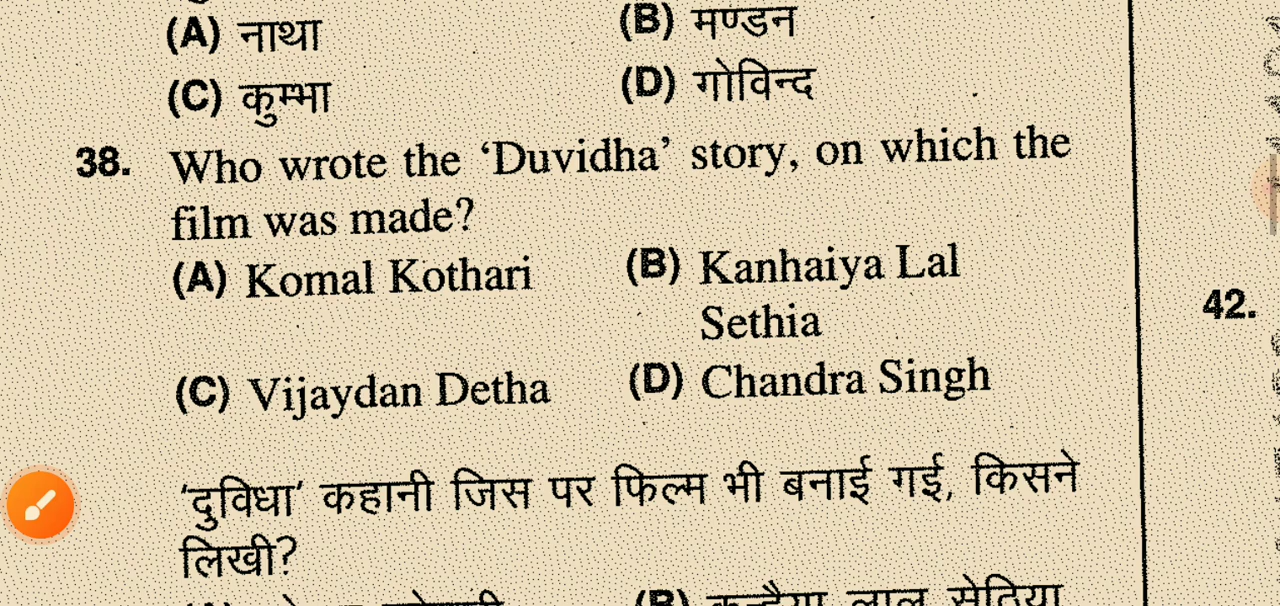 (A) नाथा (B) मण्डन
(C) कुम्भा (D) गोविन्द
38. Who wrote the ‘Duvidha’ story, on which the
film was made?
(A) Komal Kothari (B) Kanhaiya Lal
Sethia
(C) Vijaydan Detha (D) Chandra Singh
‘दुविधा’ कहानी जिस पर फिल्म भी बनाई गई, किसने
लिखी?
(B) कन्हैया लाल सेठिया
42.